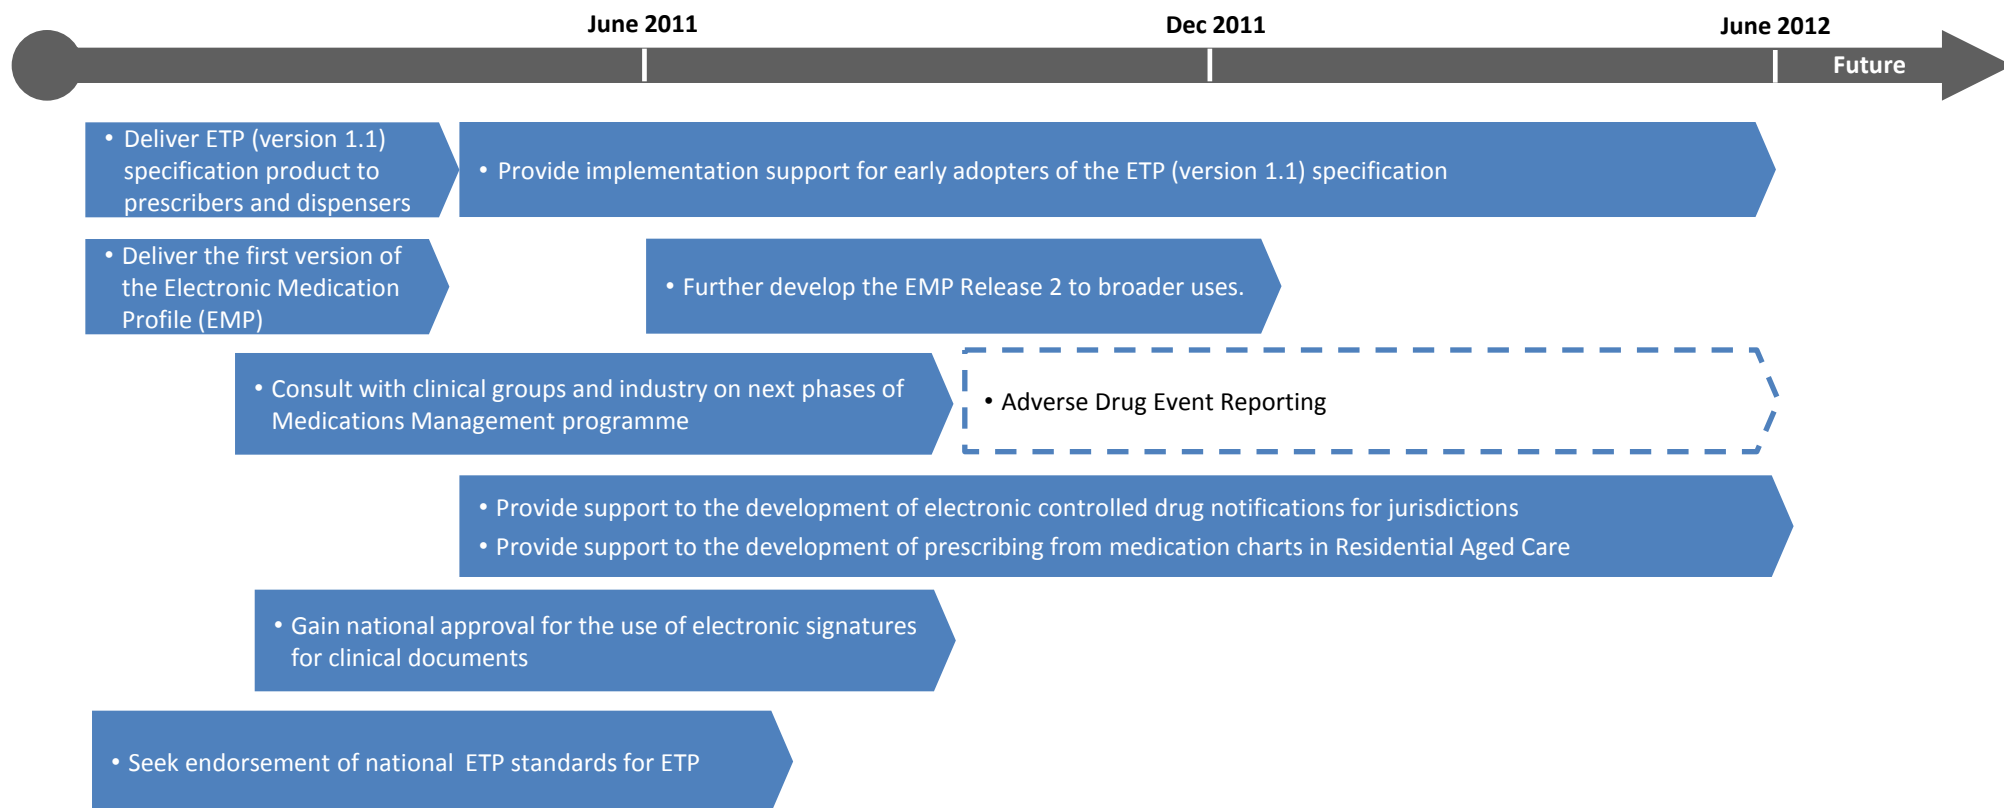 June 2011
Dec 2011
June 2012
Future
• Deliver ETP (version 1.1)
specification product to
prescribers and dispensers
• Provide implementation support for early adopters of the ETP (version 1.1) specification
• Deliver the first version of
the Electronic Medication
Profile (EMP)
• Further develop the EMP Release 2 to broader uses.
• Consult with clinical groups and industry on next phases of
Medications Management programme
• Adverse Drug Event Reporting
• Provide support to the development of electronic controlled drug notifications for jurisdictions
• Provide support to the development of prescribing from medication charts in Residential Aged Care
• Gain national approval for the use of electronic signatures
for clinical documents
• Seek endorsement of national  ETP standards for ETP